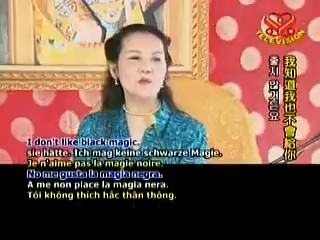 TELEVISION
我知道我也不會給你
I don't like black magic.
sie hätte. Ich mag keine schwarze Magie.
Je n'aime pas la magie noire.
No me gusta la magia negra.
A me non piace la magia nera.
Tôi không thích hắc thần thông.